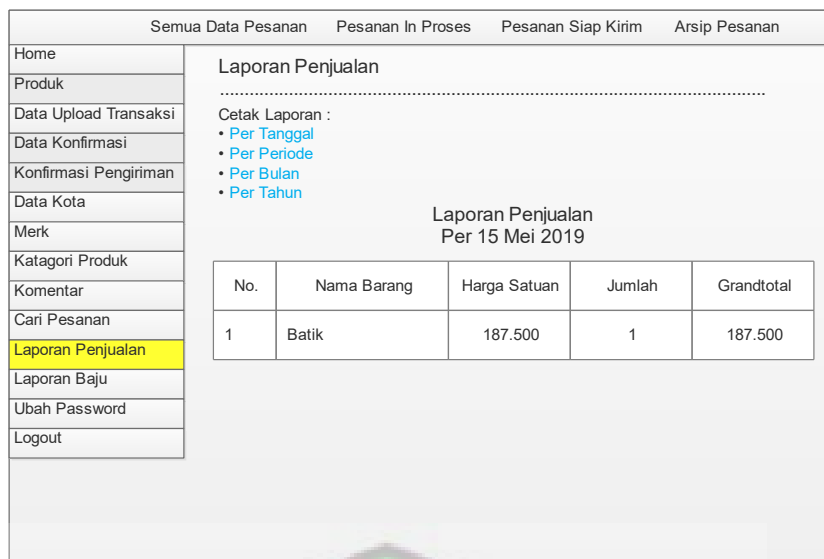 Semua Data Pesanan Pesanan In Proses Pesanan Siap Kirim Arsip Pesanan
Home
Produk
Data Upload Transaksi
Data Konfirmasi
Konfirmasi Pengiriman
Data Kota
Merk
Katagori Produk
Komentar
Cari Pesanan
Laporan Penjualan
Laporan Baju
Ubah Password
Logout
Laporan Penjualan
Cetak Laporan :
• Per Tanggal
• Per Periode
• Per Bulan
• Per Tahun
Laporan Penjualan
Per 15 Mei 2019
No. Nama Barang Harga Satuan Jumlah Grandtotal
1 Batik 187.500 1 187.500